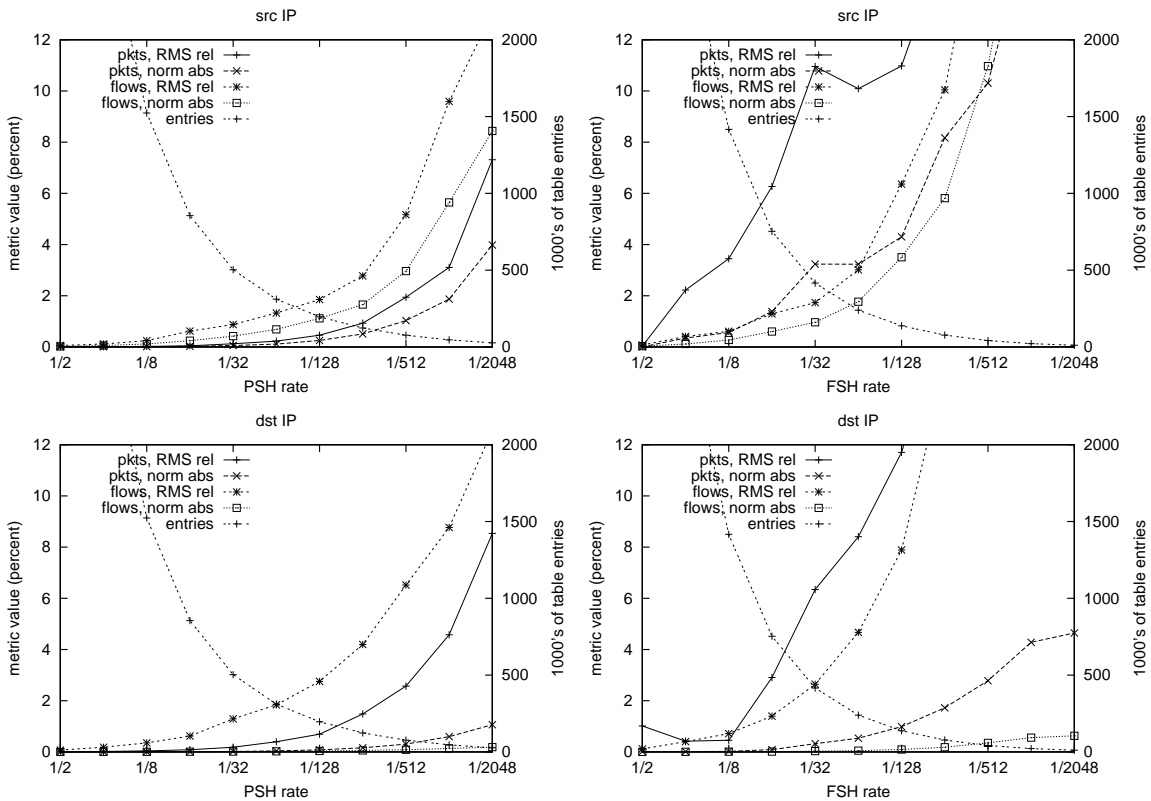 src IP
12
10
8
6
4
2
0
metric value (percent)
pkts, RMS rel
pkts, norm abs
flows, RMS rel
flows, norm abs
entries
2000
1500
1000
500
0
1000's of table entries
1/2
1/8
1/32
1/128
1/512
1/2048
PSH rate
src IP
12
10
8
6
4
2
0
metric value (percent)
pkts, RMS rel
pkts, norm abs
flows, RMS rel
flows, norm abs
entries
2000
1500
1000
500
0
1000's of table entries
1/2
1/8
1/32
1/128
1/512
1/2048
FSH rate
dst IP
12
10
8
6
4
2
0
metric value (percent)
pkts, RMS rel
pkts, norm abs
flows, RMS rel
flows, norm abs
entries
2000
1500
1000
500
0
1000's of table entries
1/2
1/8
1/32
1/128
1/512
1/2048
PSH rate
dst IP
12
10
8
6
4
2
0
metric value (percent)
pkts, RMS rel
pkts, norm abs
flows, RMS rel
flows, norm abs
entries
2000
1500
1000
500
0
1000's of table entries
1/2
1/8
1/32
1/128
1/512
1/2048
FSH rate